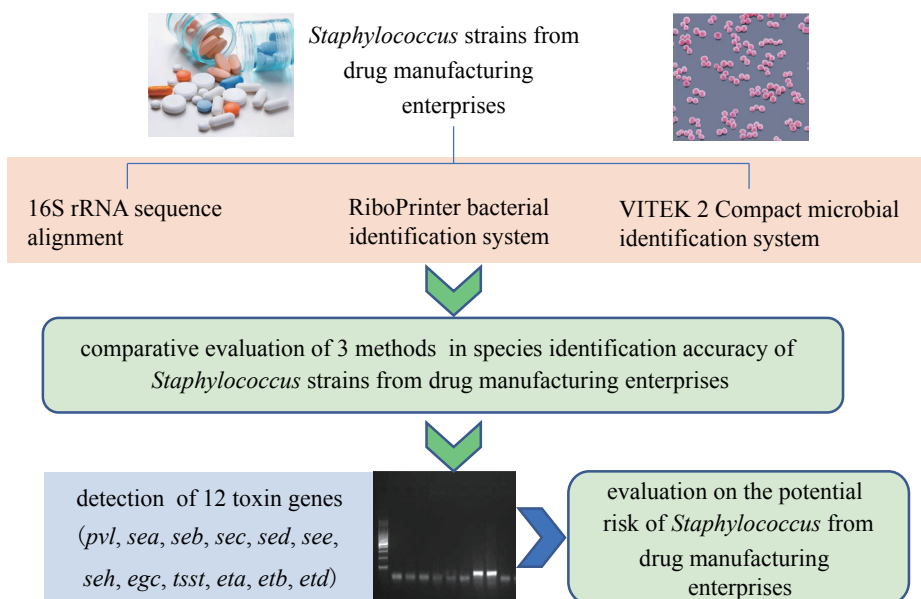 Staphylococcus strains from
drug manufacturing
enterprises
16S rRNA sequence
alignment
RiboPrinter bacterial
identification system
VITEK 2 Compact microbial
identification system
comparative evaluation of 3 methods in species identification accuracy of
Staphylococcus strains from drug manufacturing enterprises
detection of 12 toxin genes
(pvl, sea, seb, sec, sed, see,
seh, egc, tsst, eta, etb, etd)
evaluation on the potential
risk of Staphylococcus from
drug manufacturing
enterprises